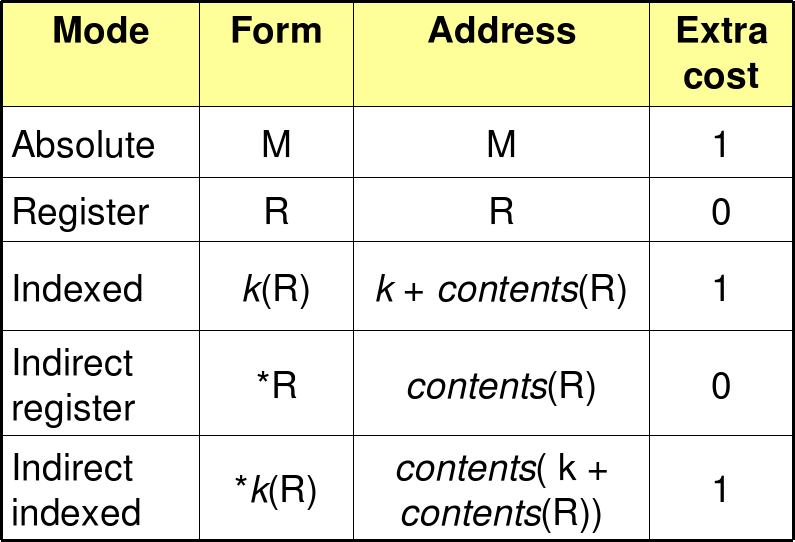 Mode Form Address Extra cost
Absolute M M 1
Register R R 0
Indexed k(R) k + contents(R) 1
Indirect register *R contents(R) 0
Indirect indexed *k(R) contents( k + contents(R)) 1